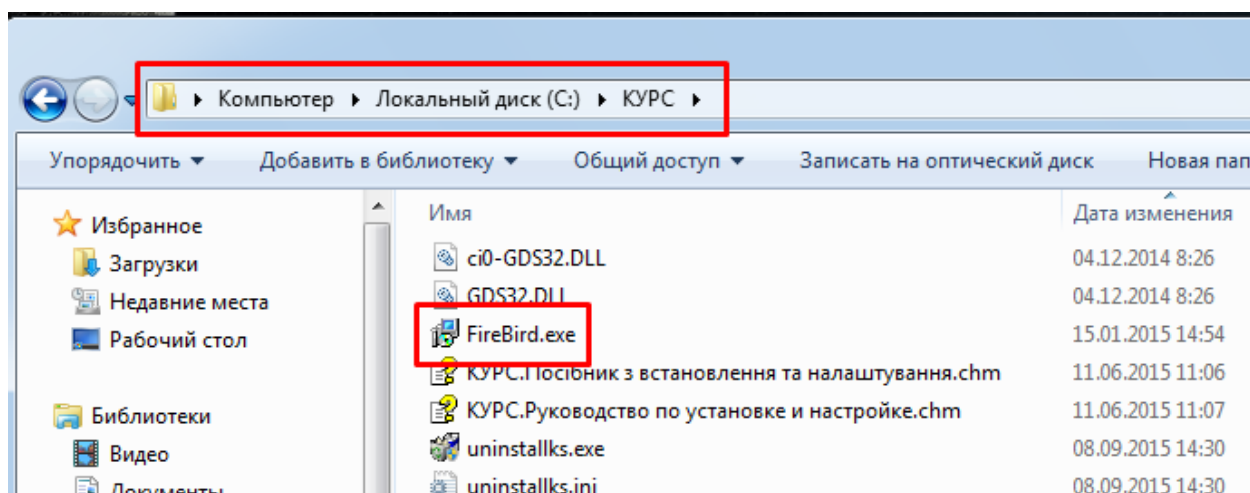 Компьютер Локальный диск (C:) КУРС
Упорядочить Добавить в библиотеку Общий доступ Записать на оптический диск Новая пап
Избранное
Загрузки
Недавние места
Рабочий стол
Библиотеки
Видео
Документы
Имя Дата изменения
ci0-GDS32.DLL 04.12.2014 8:26
GDS32.DLL 04.12.2014 8:26
FireBird.exe 15.01.2015 14:54
КУРС.Посібник з встановлення та налаштування.chm 11.06.2015 11:06
КУРС.Руководство по установке и настройке.chm 11.06.2015 11:07
uninstallks.exe 08.09.2015 14:30
uninstallks.ini 08.09.2015 14:30